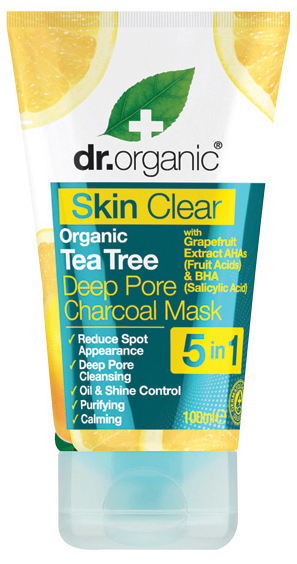 dr.organic®
Skin Clear
Organic
Tea Tree
Deep Pore
Charcoal Mask
with
Grapefruit
Extract AHAs
(Fruit Acids)
& BHA
(Salicylic Acid)
✓ Reduce Spot
Appearance
✓ Deep Pore
Cleansing
✓ Oil & Shine Control
✓ Purifying
✓ Calming
5 in 1
100ml ℮